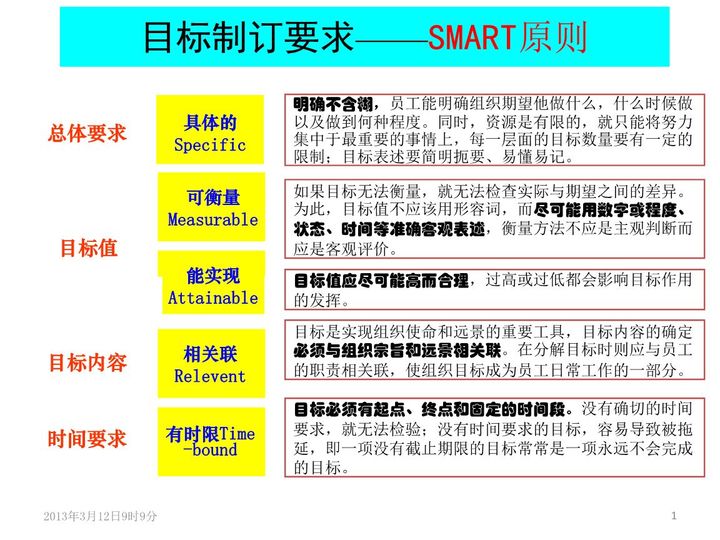 目标制订要求——SMART原则
总体要求
具体的
Specific
明确不含糊，员工能明确组织期望他做什么，什么时候做
以及做到何种程度。同时，资源是有限的，就只能将努力
集中于最重要的事情上，每一层面的目标数量要有一定的
限制；目标表述要简明扼要、易懂易记。
目标值
可衡量
Measurable
如果目标无法衡量，就无法检查实际与期望之间的差异。
为此，目标值不应该用形容词，而尽可能用数字或程度、
状态、时间等准确客观表述，衡量方法不应是主观判断而
应是客观评价。
能实现
Attainable
目标值应尽可能高而合理，过高或过低都会影响目标作用
的发挥。
目标内容
相关联
Relevent
目标是实现组织使命和远景的重要工具，目标内容的确定
必须与组织宗旨和远景相关联。在分解目标时则应与员工
的职责相关联，使组织目标成为员工日常工作的一部分。
时间要求
有时限Time
-bound
目标必须有起点、终点和固定的时间段。没有确切的时间
要求，就无法检验；没有时间要求的目标，容易导致被拖
延，即一项没有截止期限的目标常常是一项永远不会完成
的目标。
2013年3月12日9时9分
1